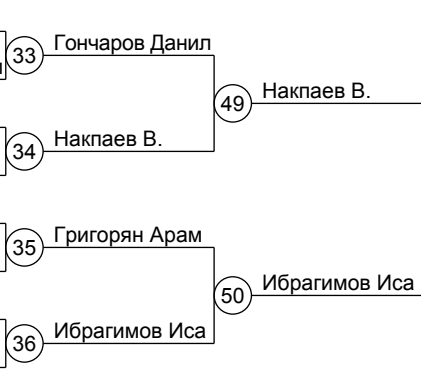 33 Гончаров Данил
49 Накпаев В.
34 Накпаев В.
35 Григорян Арам
50 Ибрагимов Иса
36 Ибрагимов Иса